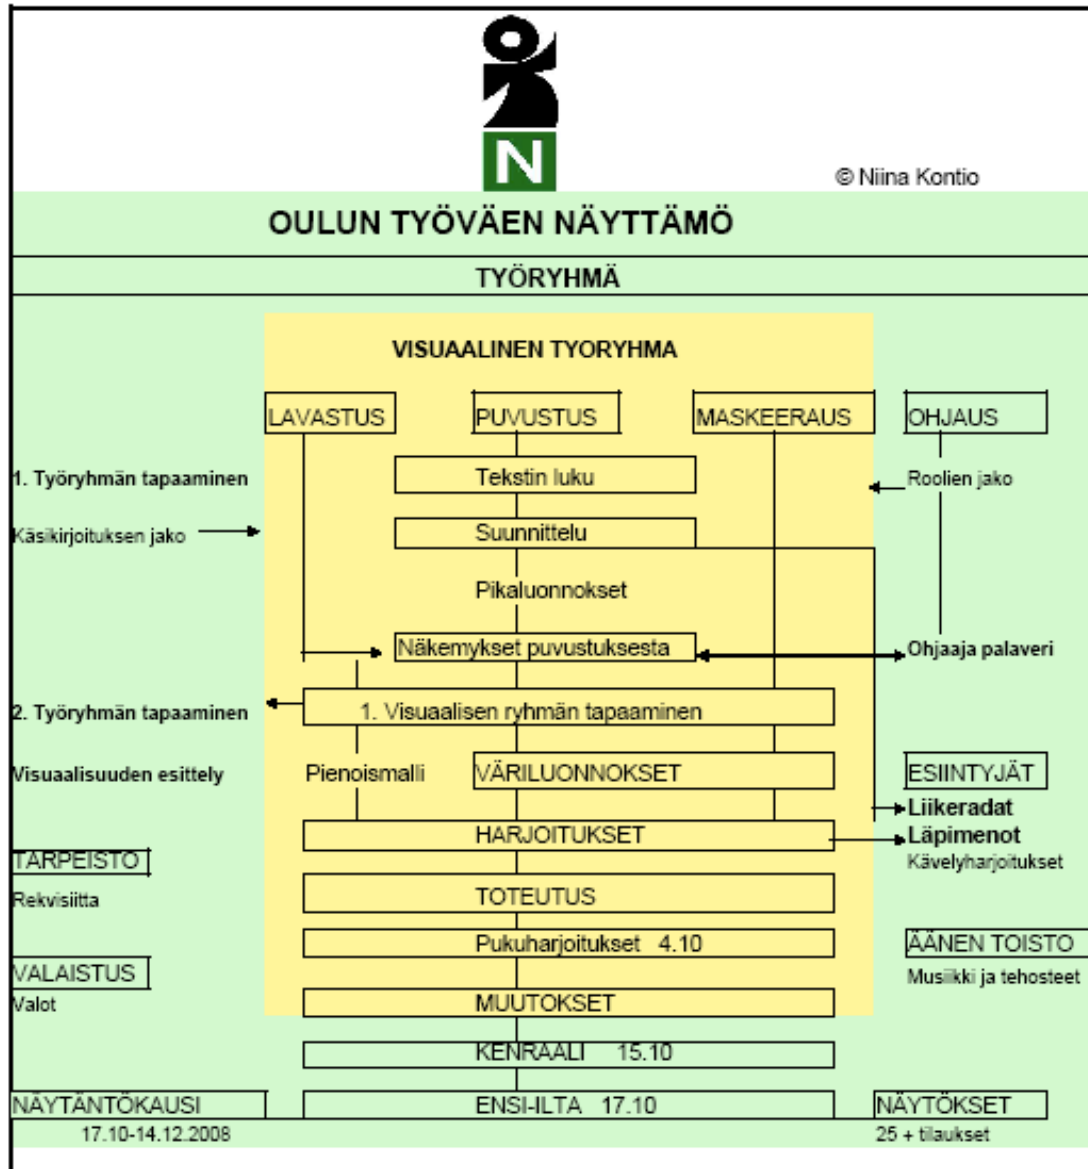 N
© Niina Kontio
OULUN TYÖVÄEN NÄYTTÄMÖ
TYÖRYHMÄ
VISUAALINEN TYORYHMA
LAVASTUS PUVUSTUS MASKEERAUS OHJAUS
1. Työryhmän tapaaminen Tekstin luku Roolien jako
Käsikirjoituksen jako Suunnittelu
Pikaluonnokset
Näkemykset puvustuksesta Ohjaaja palaveri
2. Työryhmän tapaaminen 1. Visuaalisen ryhmän tapaaminen
Visuaalisuuden esittely Pienoismalli VÄRILUONNOKSET ESIINTYJÄT
Liikeradat
HARJOITUKSET Läpimenot
TARPEISTO Kävelyharjoitukset
Rekvisiitta TOTEUTUS
Pukuharjoitukset 4.10 ÄÄNEN TOISTO
VALAISTUS Musiikki ja tehosteet
Valot MUUTOKSET
KENRAALI 15.10
NÄYTÄNTÖKAUSI ENSI-ILTA 17.10 NÄYTÖKSET
17.10-14.12.2008 25 + tilaukset